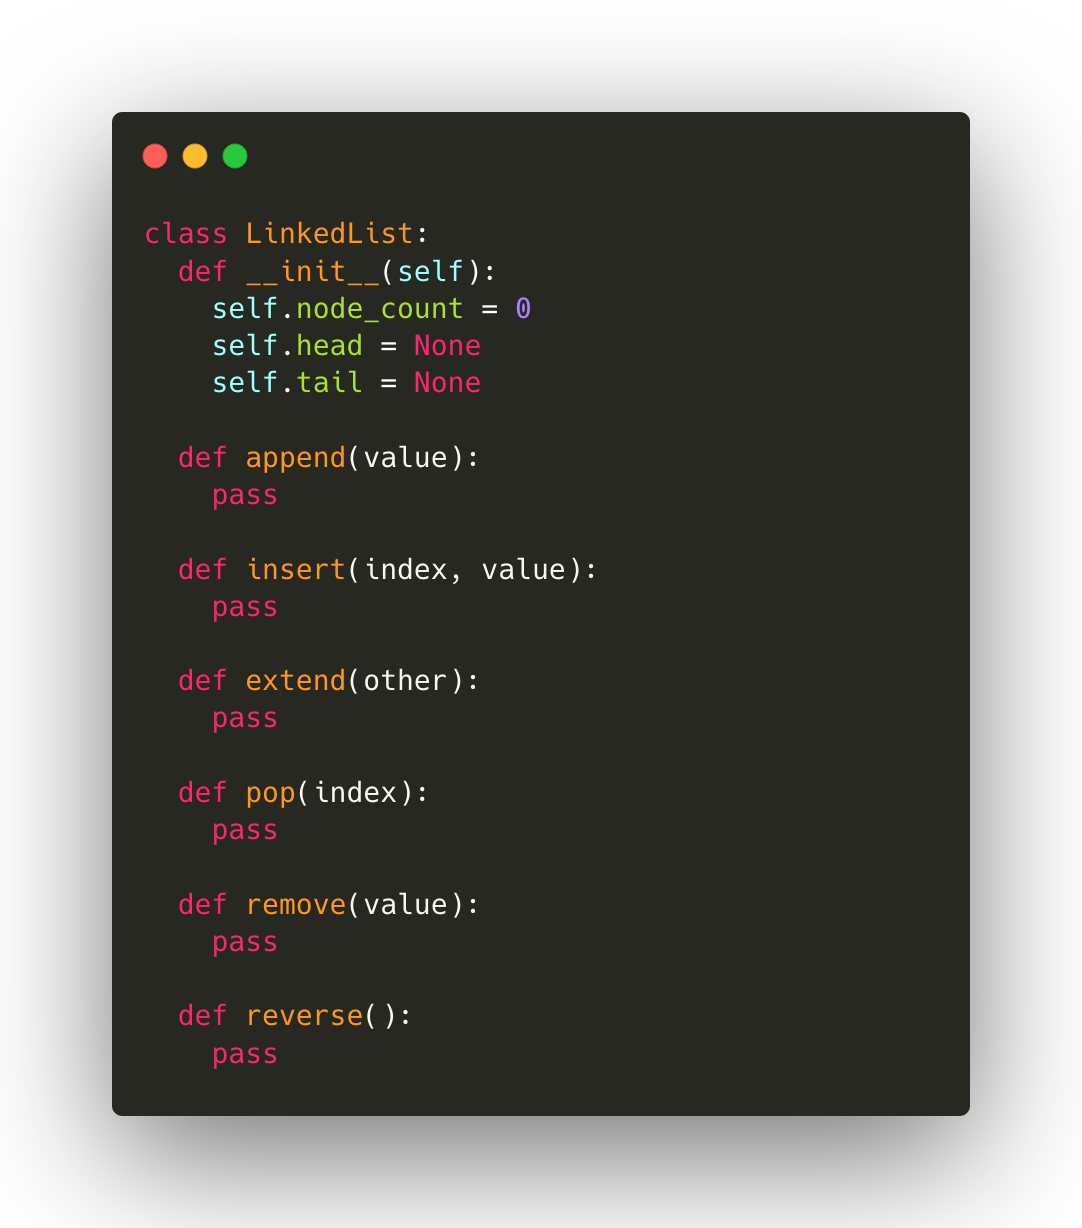 class LinkedList:
  def __init__(self):
    self.node_count = 0
    self.head = None
    self.tail = None

  def append(value):
    pass

  def insert(index, value):
    pass

  def extend(other):
    pass

  def pop(index):
    pass

  def remove(value):
    pass

  def reverse():
    pass